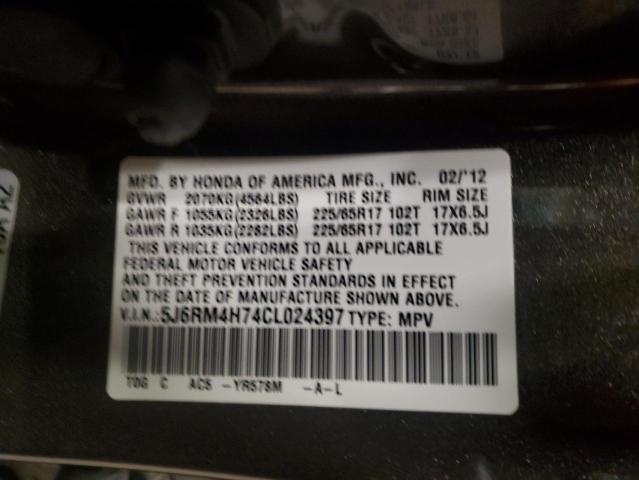 MFD. BY HONDA OF AMERICA MFG., INC. 02/'12
GVWR 2070KG(4564LBS) TIRE SIZE RIM SIZE
GAWR F 1055KG(2326LBS) 225/65R17 102T 17X6.5J
GAWR R 1035KG(2282LBS) 225/65R17 102T 17X6.5J
THIS VEHICLE CONFORMS TO ALL APPLICABLE
FEDERAL MOTOR VEHICLE SAFETY
AND THEFT PREVENTION STANDARDS IN EFFECT
ON THE DATE OF MANUFACTURE SHOWN ABOVE.
V.I.N.:5J6RM4H74CL024397 TYPE: MPV
T0G C AC5 -YR578M -A-L